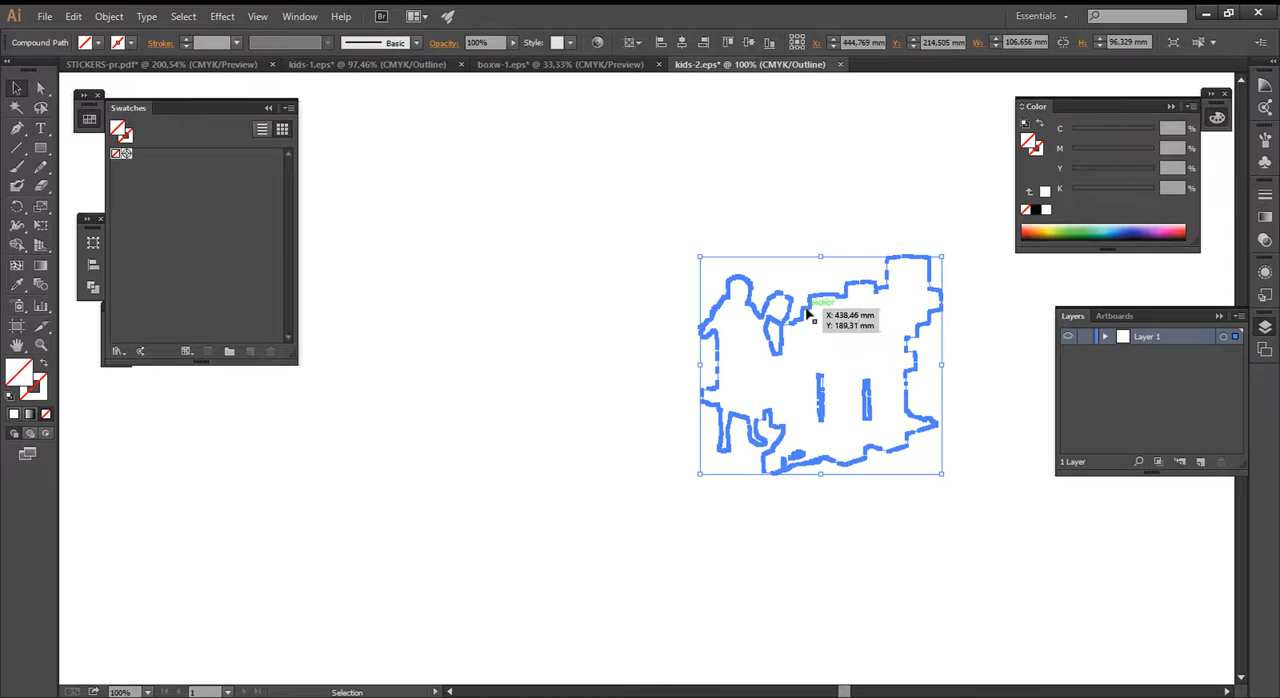 Ai File Edit Object Type Select Effect View Window Help Br Essentials
Compound Path Stroke: Basic Opacity: 100% Style: X: 444,769 mm Y: 214,505 mm W: 106,656 mm H: 96,329 mm
STICKERS-pr.pdf* @ 200,54% (CMYK/Preview) × kids-1.eps* @ 97,46% (CMYK/Outline) × boxw-1.eps* @ 33,33% (CMYK/Preview) × kids-2.eps* @ 100% (CMYK/Outline) ×
Swatches
Color
C %
M %
Y %
K %
X: 438,46 mm
Y: 189,31 mm
Layers Artboards
Layer 1
1 Layer
100% 1 Selection